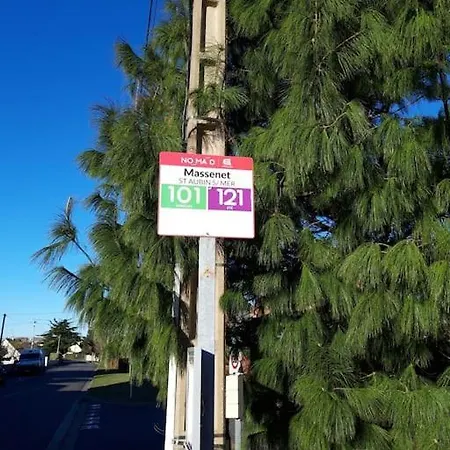 NOMAD
Massenet
ST AUBIN S/ MER
101 121